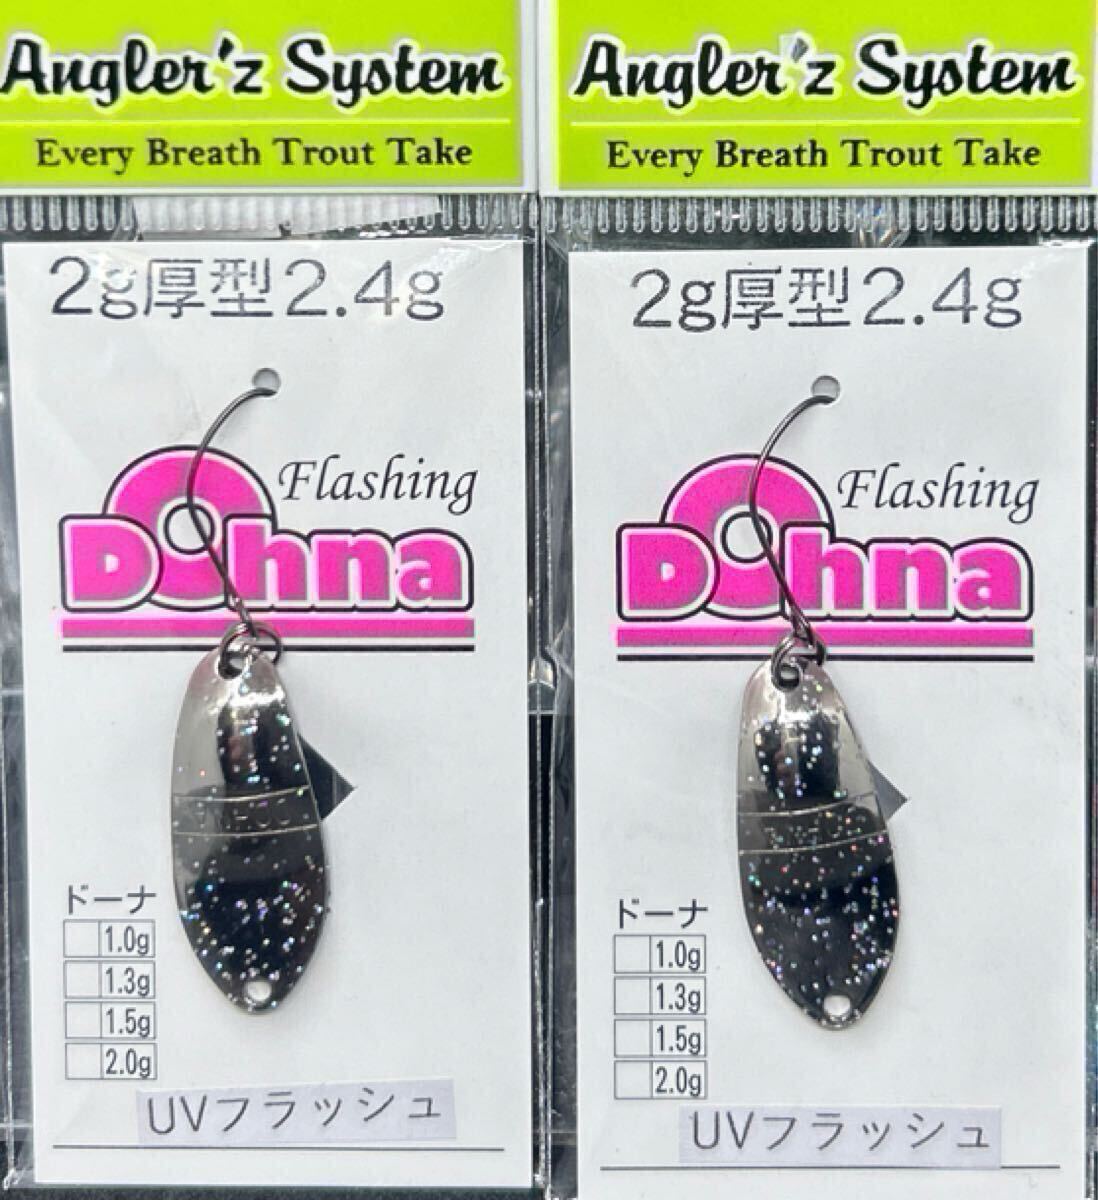 Angler'z System
Every Breath Trout Take
2g厚型2.4g
Flashing
Dohna
ドーナ
1.0g
1.3g
1.5g
2.0g
UVフラッシュ
Angler'z System
Every Breath Trout Take
2g厚型2.4g
Flashing
Dohna
ドーナ
1.0g
1.3g
1.5g
2.0g
UVフラッシュ